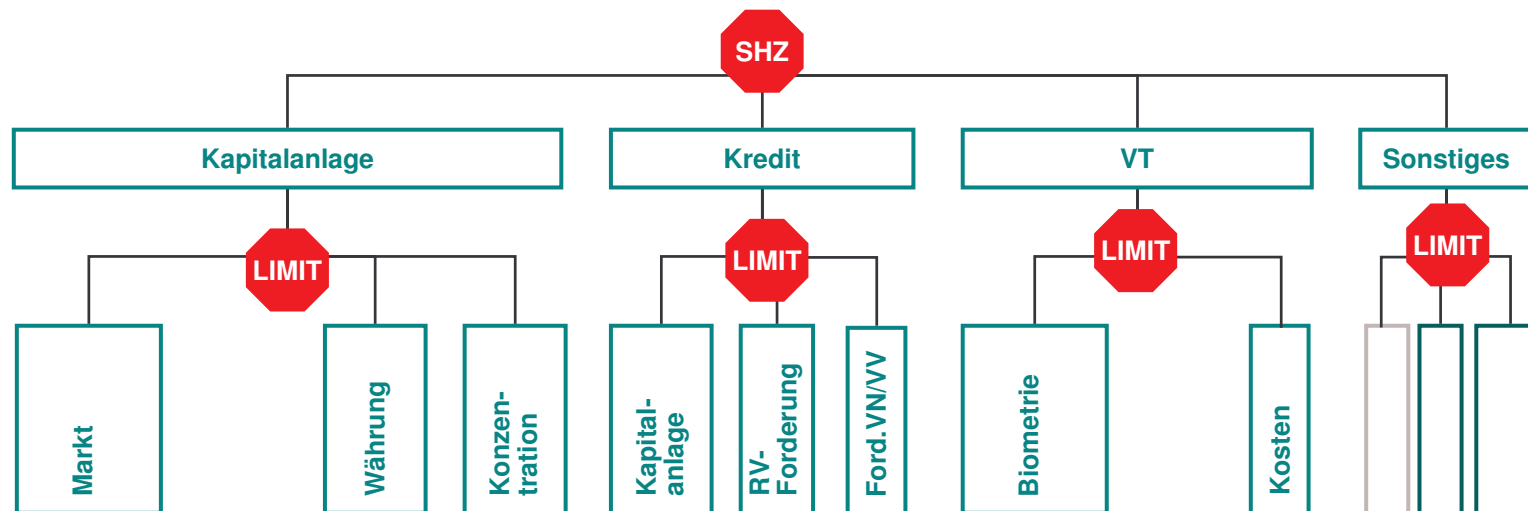 SHZ
Kapitalanlage
Kredit
VT
Sonstiges
LIMIT
LIMIT
LIMIT
LIMIT
Markt
Währung
Konzen-
tration
Kapital-
anlage
RV-
Forderung
Ford.VN/VV
Biometrie
Kosten